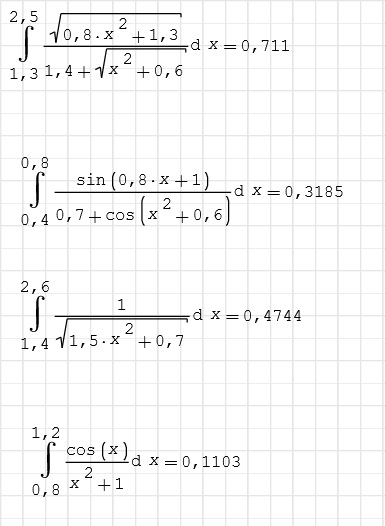 ∫_{1,3}^{2,5} √(0,8·x²+1,3) / (1,4+√(x²+0,6)) d x=0,711
∫_{0,4}^{0,8} sin(0,8·x+1) / (0,7+cos(x²+0,6)) d x=0,3185
∫_{1,4}^{2,6} 1 / √(1,5·x²+0,7) d x=0,4744
∫_{0,8}^{1,2} cos(x) / (x²+1) d x=0,1103